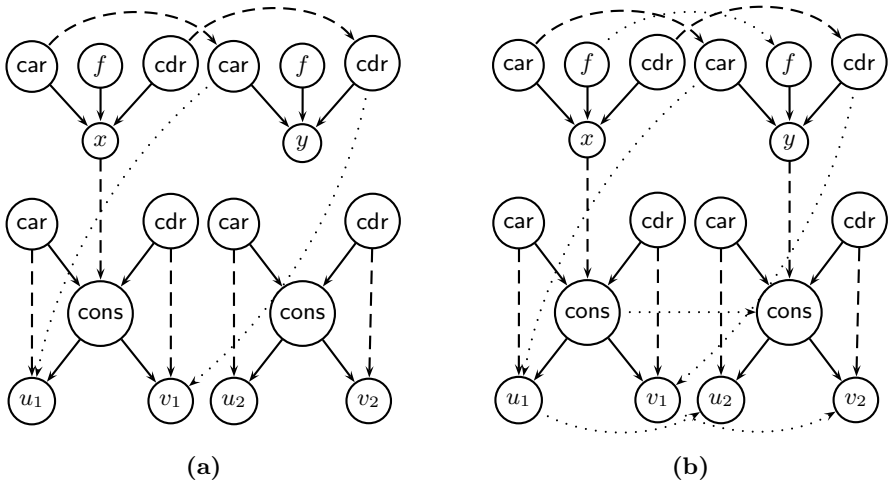 car f cdr car f cdr car f cdr car f cdr
x y x y
car cdr car cdr car cdr car cdr
cons cons cons cons
u1 v1 u2 v2 u1 v1 u2 v2
(a) (b)